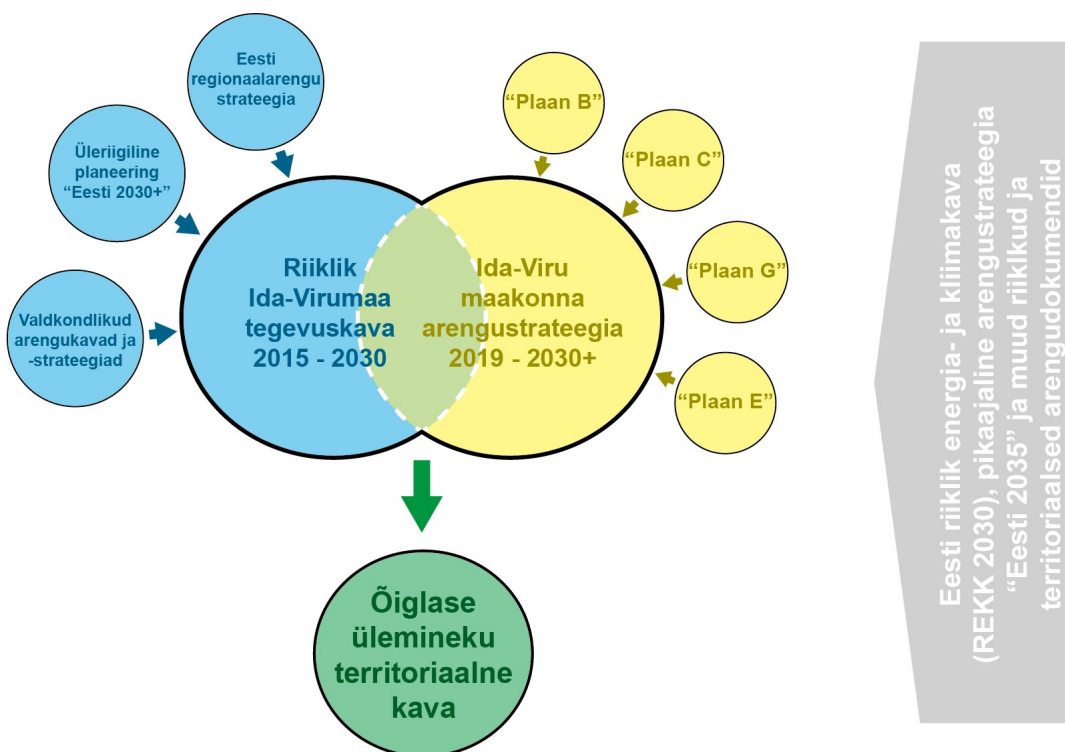 Eesti
regionaalarengu
strateegia
Üleriigiline
planeering
“Eesti 2030+”
Valdkondlikud
arengukavad ja
-strateegiad
Riiklik
Ida-Virumaa
tegevuskava
2015 - 2030
Ida-Viru
maakonna
arengustrateegia
2019 - 2030+
“Plaan B”
“Plaan C”
“Plaan G”
“Plaan E”
Õiglase
ülemineku
territoriaalne
kava
Eesti riiklik energia- ja kliimakava
(REKK 2030), pikaajaline arengustrateegia
“Eesti 2035” ja muud riiklikud ja
territoriaalsed arengudokumendid